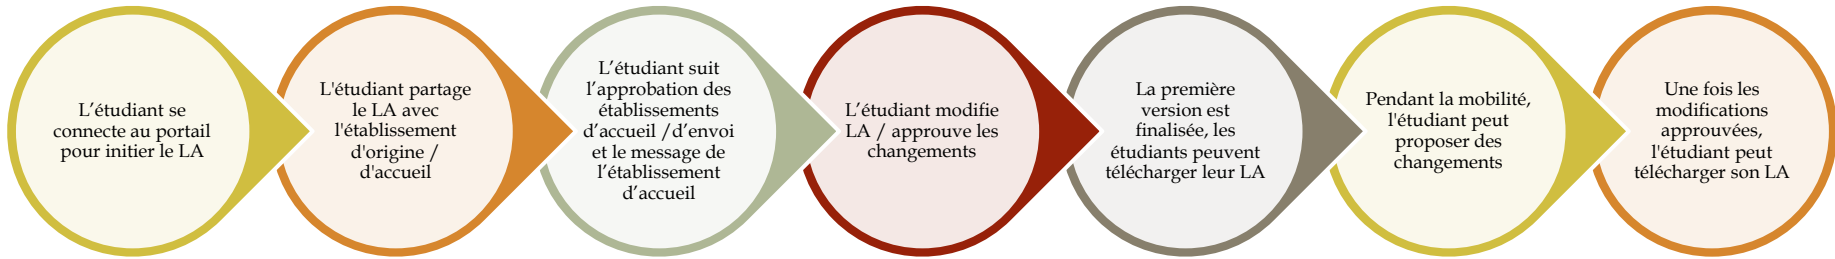 L’étudiant se
connecte au portail
pour initier le LA
L'étudiant partage
le LA avec
l'établissement
d'origine /
d'accueil
L’étudiant suit
l’approbation des
établissements
d’accueil /d’envoi
et le message de
l’établissement
d’accueil
L’étudiant modifie
LA / approuve les
changements
La première
version est
finalisée, les
étudiants peuvent
télécharger leur LA
Pendant la mobilité,
l'étudiant peut
proposer des
changements
Une fois les
modifications
approuvées,
l'étudiant peut
télécharger son LA